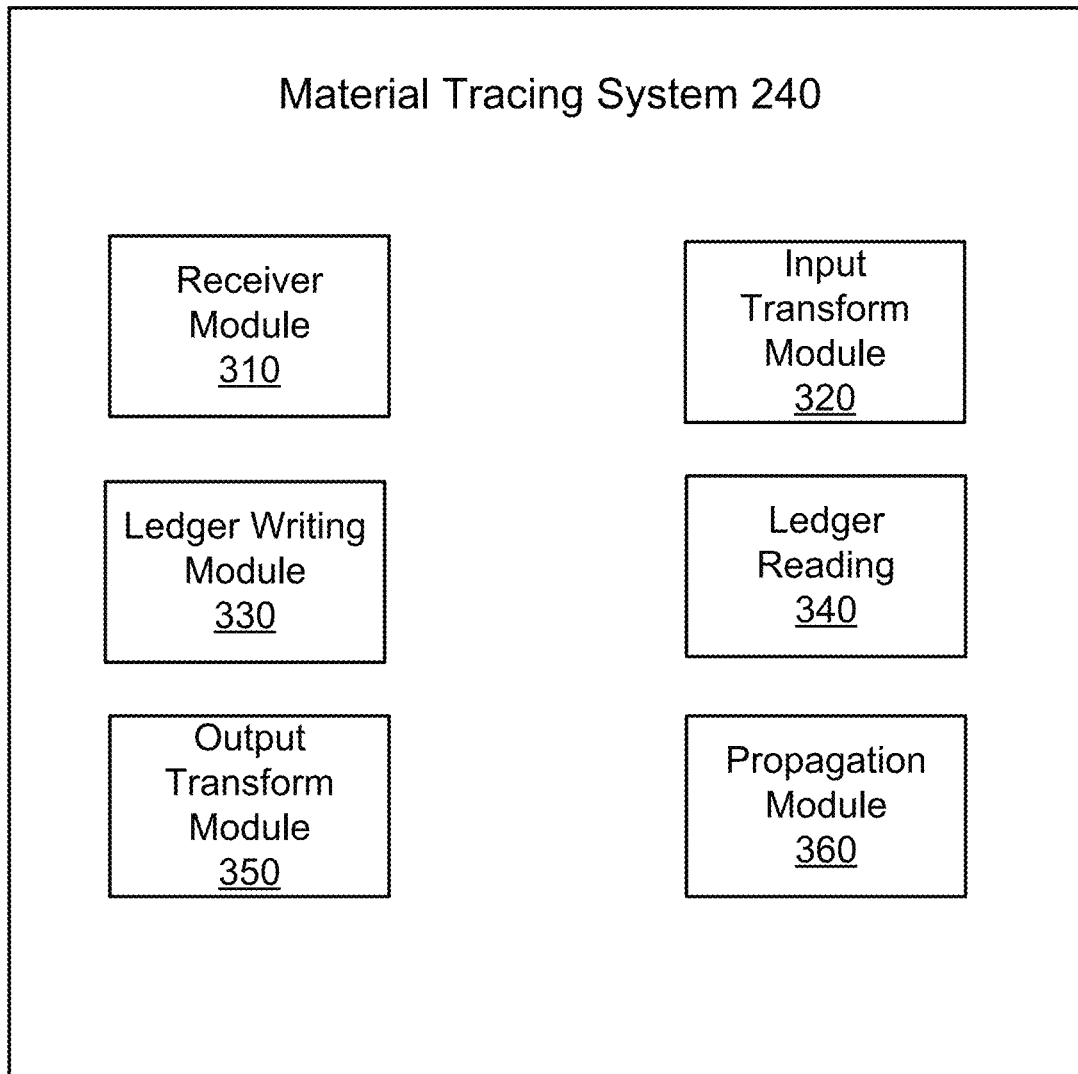 Material Tracing System 240
Receiver
Module
310
Input
Transform
Module
320
Ledger Writing
Module
330
Ledger
Reading
340
Output
Transform
Module
350
Propagation
Module
360